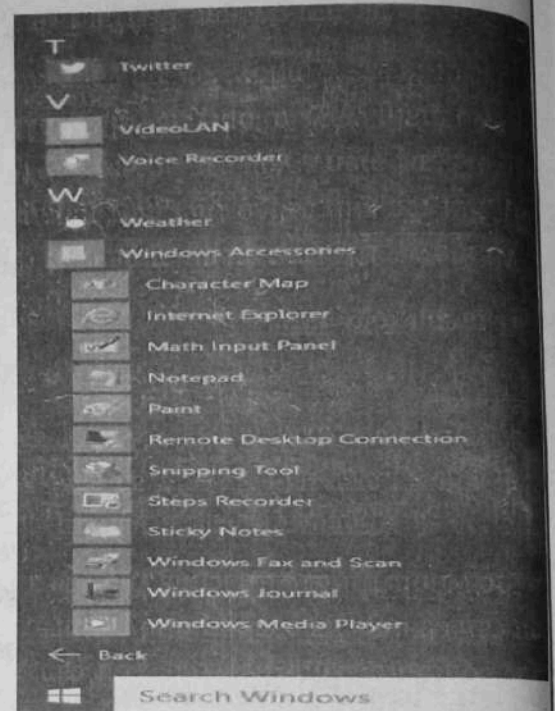 T
Twitter
V
VideoLAN
Voice Recorder
W
Weather
Windows Accessories
Character Map
Internet Explorer
Math Input Panel
Notepad
Paint
Remote Desktop Connection
Snipping Tool
Steps Recorder
Sticky Notes
Windows Fax and Scan
Windows Journal
Windows Media Player
Back
Search Windows